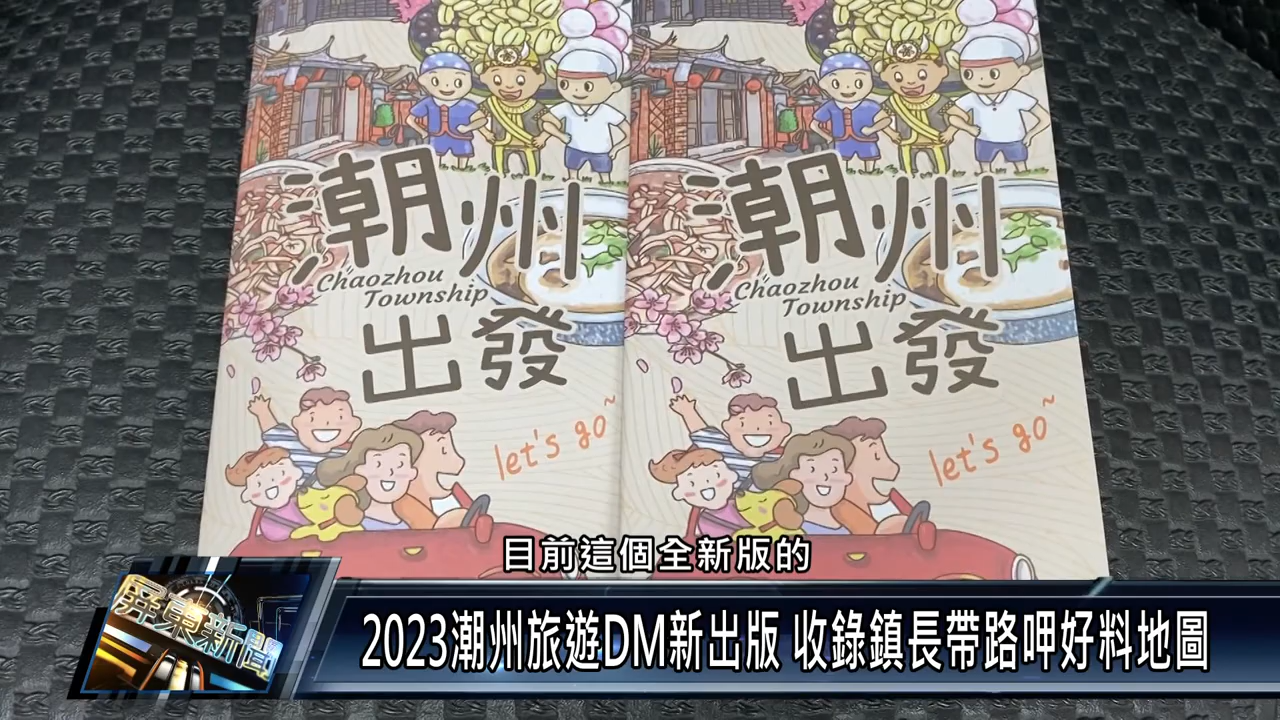 潮州
Chaozhou
Township
出發
let's go~
潮州
Chaozhou
Township
出發
let's go~
目前這個全新版的
屏東新聞
2023潮州旅遊DM新出版 收錄鎮長帶路呷好料地圖